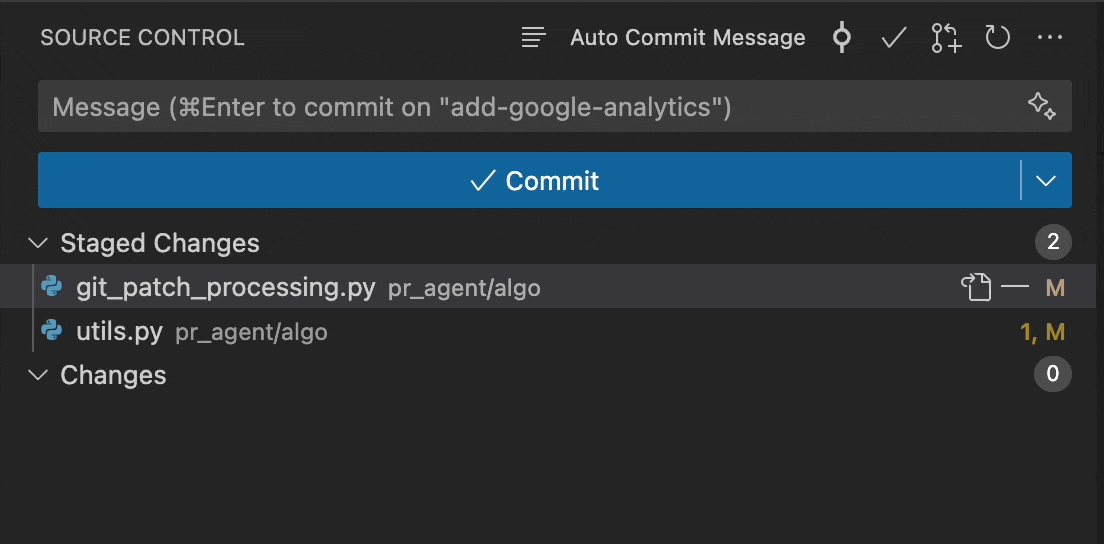 SOURCE CONTROL Auto Commit Message
Message (⌘Enter to commit on "add-google-analytics")
Commit
Staged Changes 2
git_patch_processing.py pr_agent/algo M
utils.py pr_agent/algo 1, M
Changes 0